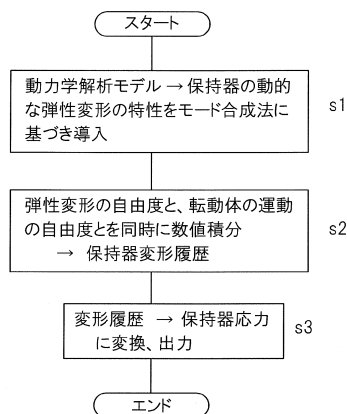 スタート
動力学解析モデル → 保持器の動的
な弾性変形の特性をモード合成法に
基づき導入
s1
弾性変形の自由度と、転動体の運動
の自由度とを同時に数値積分
→ 保持器変形履歴
s2
変形履歴 → 保持器応力
に変換、出力
s3
エンド